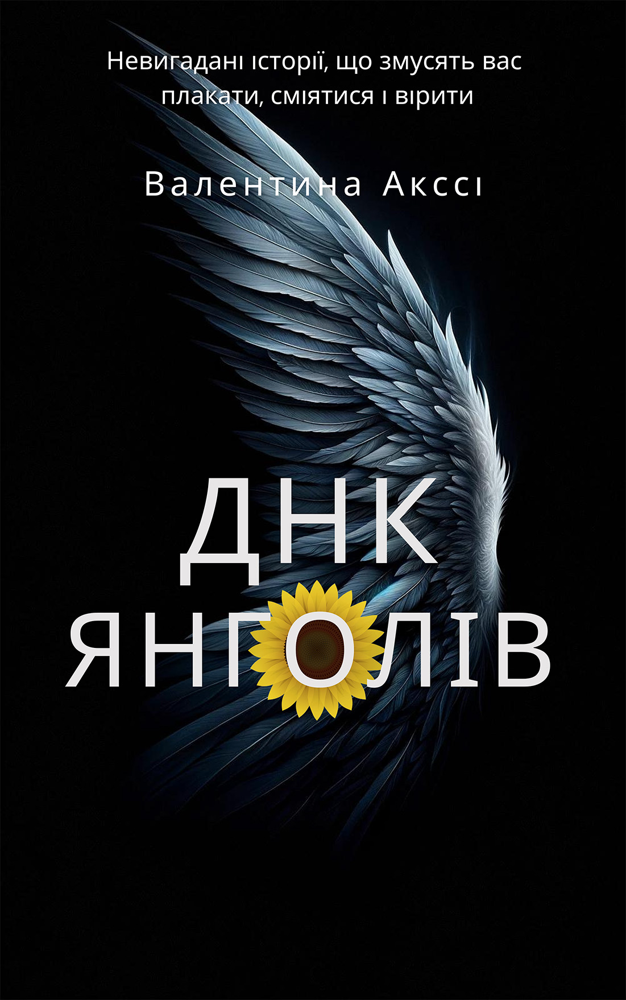 Невигадані історії, що змусять вас
плакати, сміятися і вірити
Валентина Акссі
ДНК
ЯНГОЛІВ